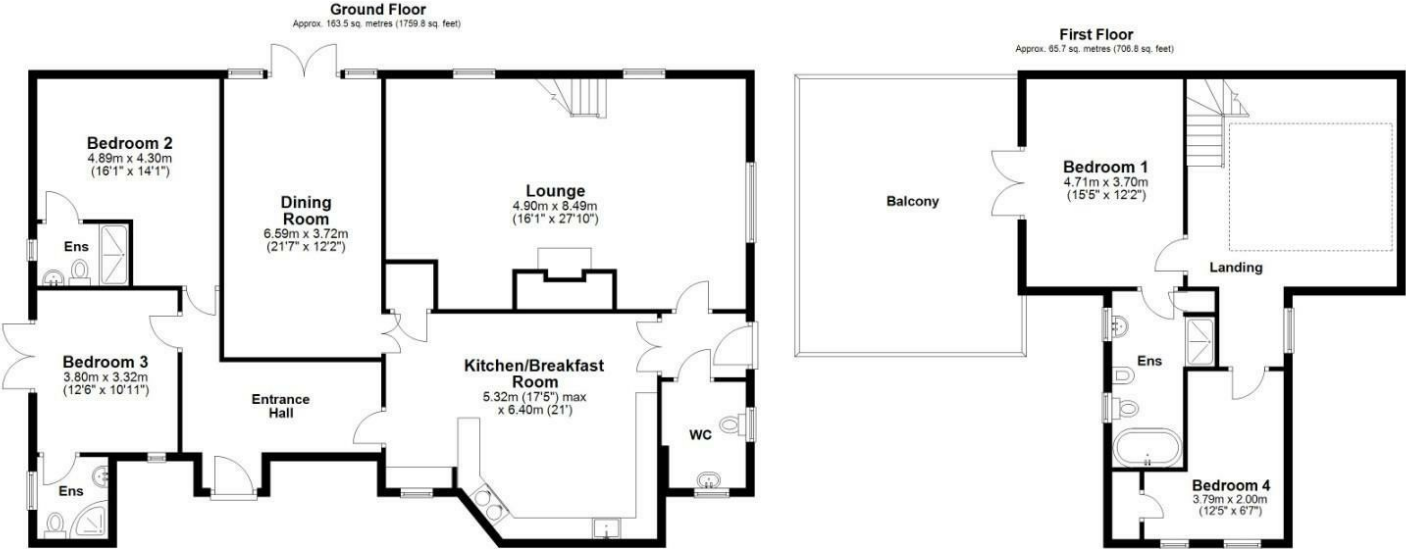 Ground Floor
Approx. 163.5 sq. metres (1759.8 sq. feet)
Bedroom 2
4.89m x 4.30m
(16'1" x 14'1")
Ens
Dining
Room
6.59m x 3.72m
(21'7" x 12'2")
Lounge
4.90m x 8.49m
(16'1" x 27'10")
Bedroom 3
3.80m x 3.32m
(12'6" x 10'11")
Ens
Entrance
Hall
Kitchen/Breakfast
Room
5.32m (17'5") max
x 6.40m (21')
WC
First Floor
Approx. 65.7 sq. metres (706.8 sq. feet)
Balcony
Bedroom 1
4.71m x 3.70m
(15'5" x 12'2")
Landing
Ens
Bedroom 4
3.79m x 2.00m
(12'5" x 6'7")